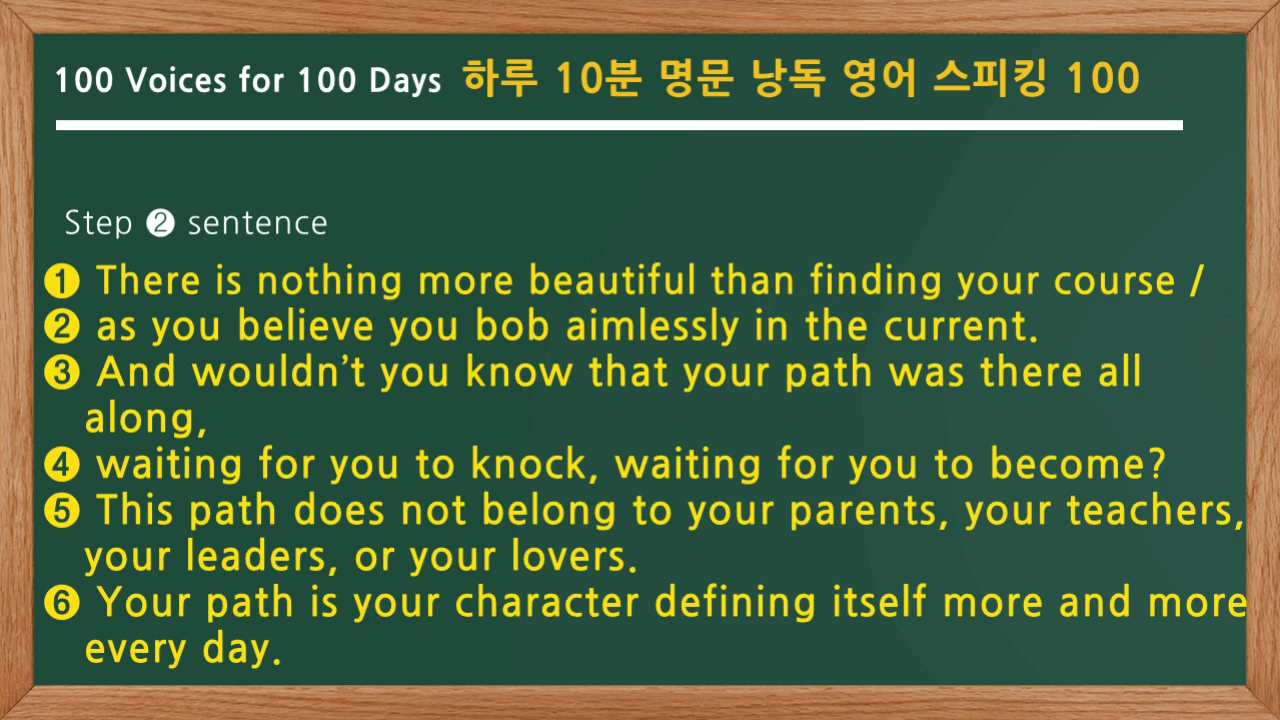 100 Voices for 100 Days 하루 10분 명문 낭독 영어 스피킹 100
Step ❷ sentence
❶ There is nothing more beautiful than finding your course /
❷ as you believe you bob aimlessly in the current.
❸ And wouldn’t you know that your path was there all
along,
❹ waiting for you to knock, waiting for you to become?
❺ This path does not belong to your parents, your teachers,
your leaders, or your lovers.
❻ Your path is your character defining itself more and more
every day.